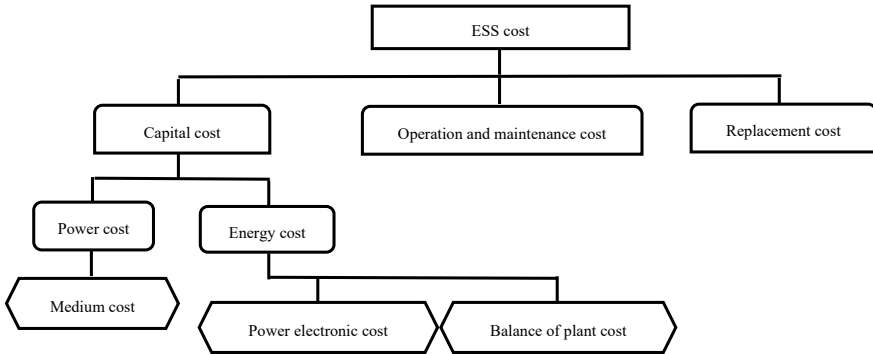 ESS cost
Capital cost
Operation and maintenance cost
Replacement cost
Power cost
Energy cost
Medium cost
Power electronic cost
Balance of plant cost